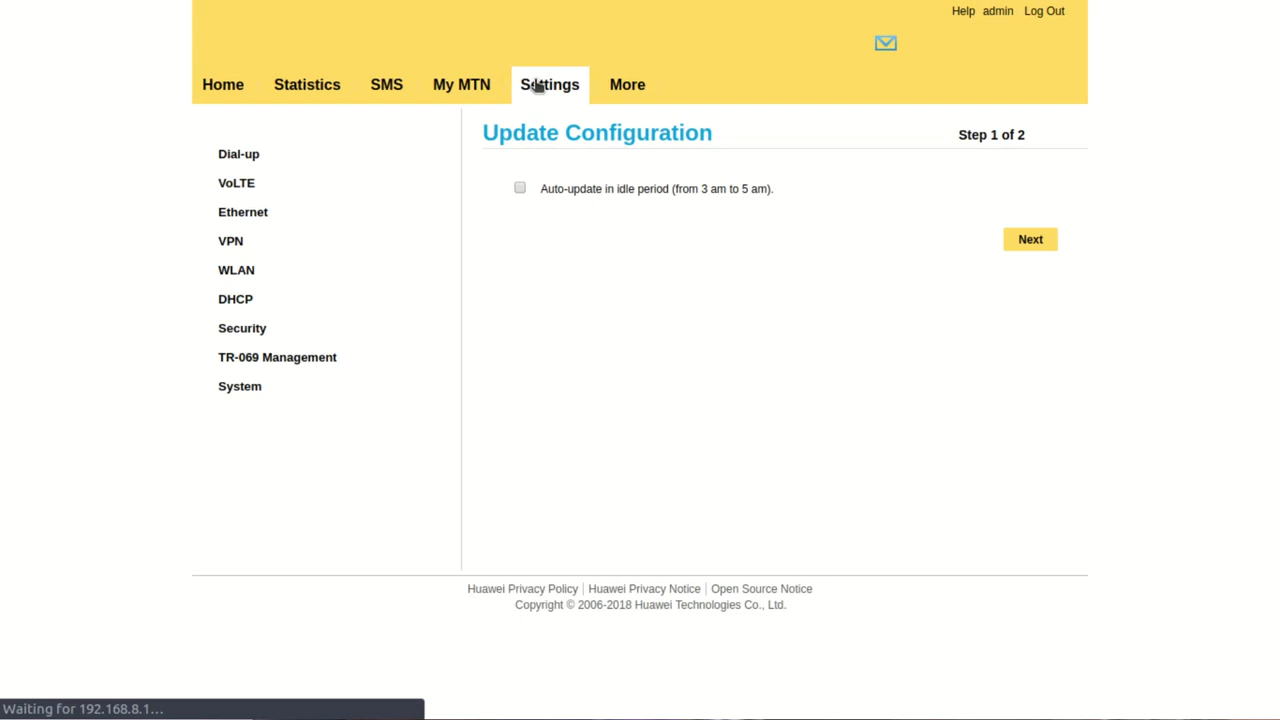 Help admin Log Out
Home Statistics SMS My MTN Settings More
Update Configuration Step 1 of 2
Auto-update in idle period (from 3 am to 5 am).
Next
Dial-up
VoLTE
Ethernet
VPN
WLAN
DHCP
Security
TR-069 Management
System
Huawei Privacy Policy Huawei Privacy Notice Open Source Notice
Copyright © 2006-2018 Huawei Technologies Co., Ltd.
Waiting for 192.168.8.1…